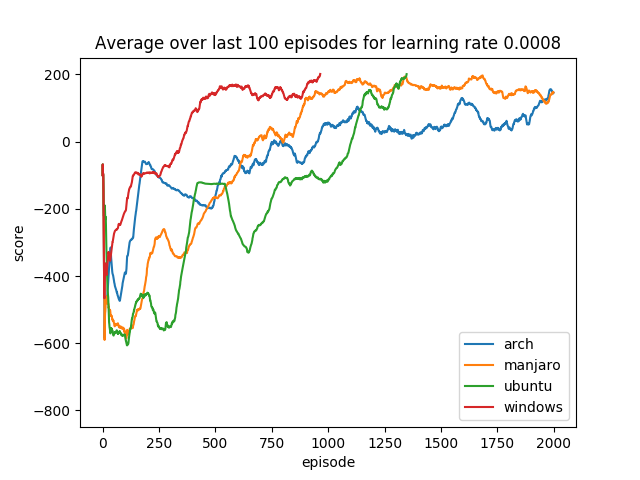 Average over last 100 episodes for learning rate 0.0008
score
200
0
−200
−400
−600
−800
0 250 500 750 1000 1250 1500 1750 2000
episode
arch
manjaro
ubuntu
windows